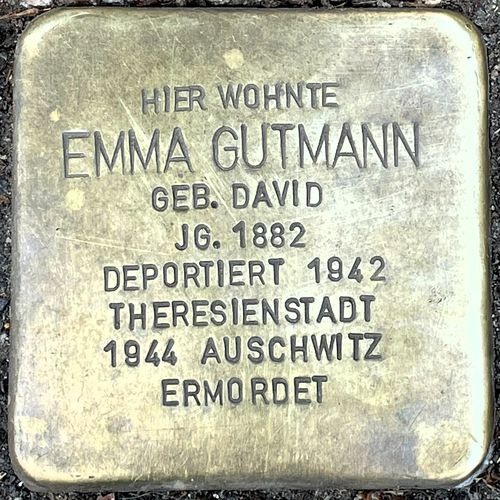 HIER WOHNTE
EMMA GUTMANN
GEB. DAVID
JG. 1882
DEPORTIERT 1942
THERESIENSTADT
1944 AUSCHWITZ
ERMORDET